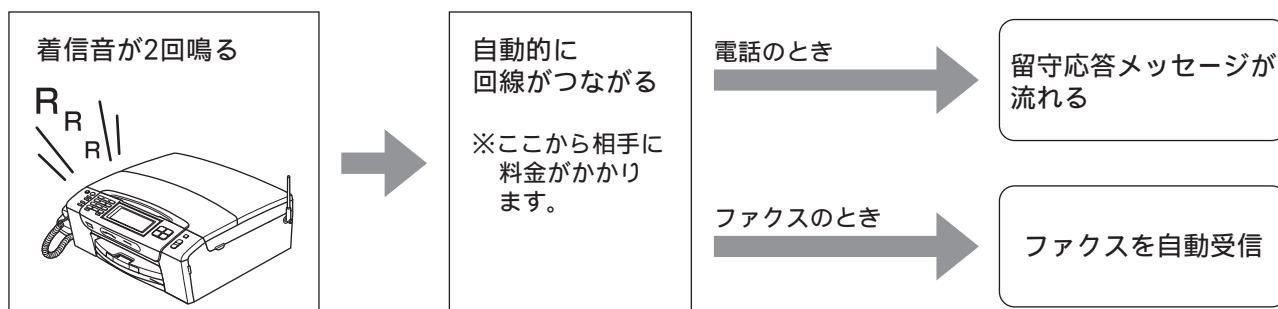 着信音が2回鳴る
R
R
R
自動的に
回線がつながる
※ここから相手に
料金がかかり
ます。
電話のとき
留守応答メッセージが
流れる
ファクスのとき
ファクスを自動受信